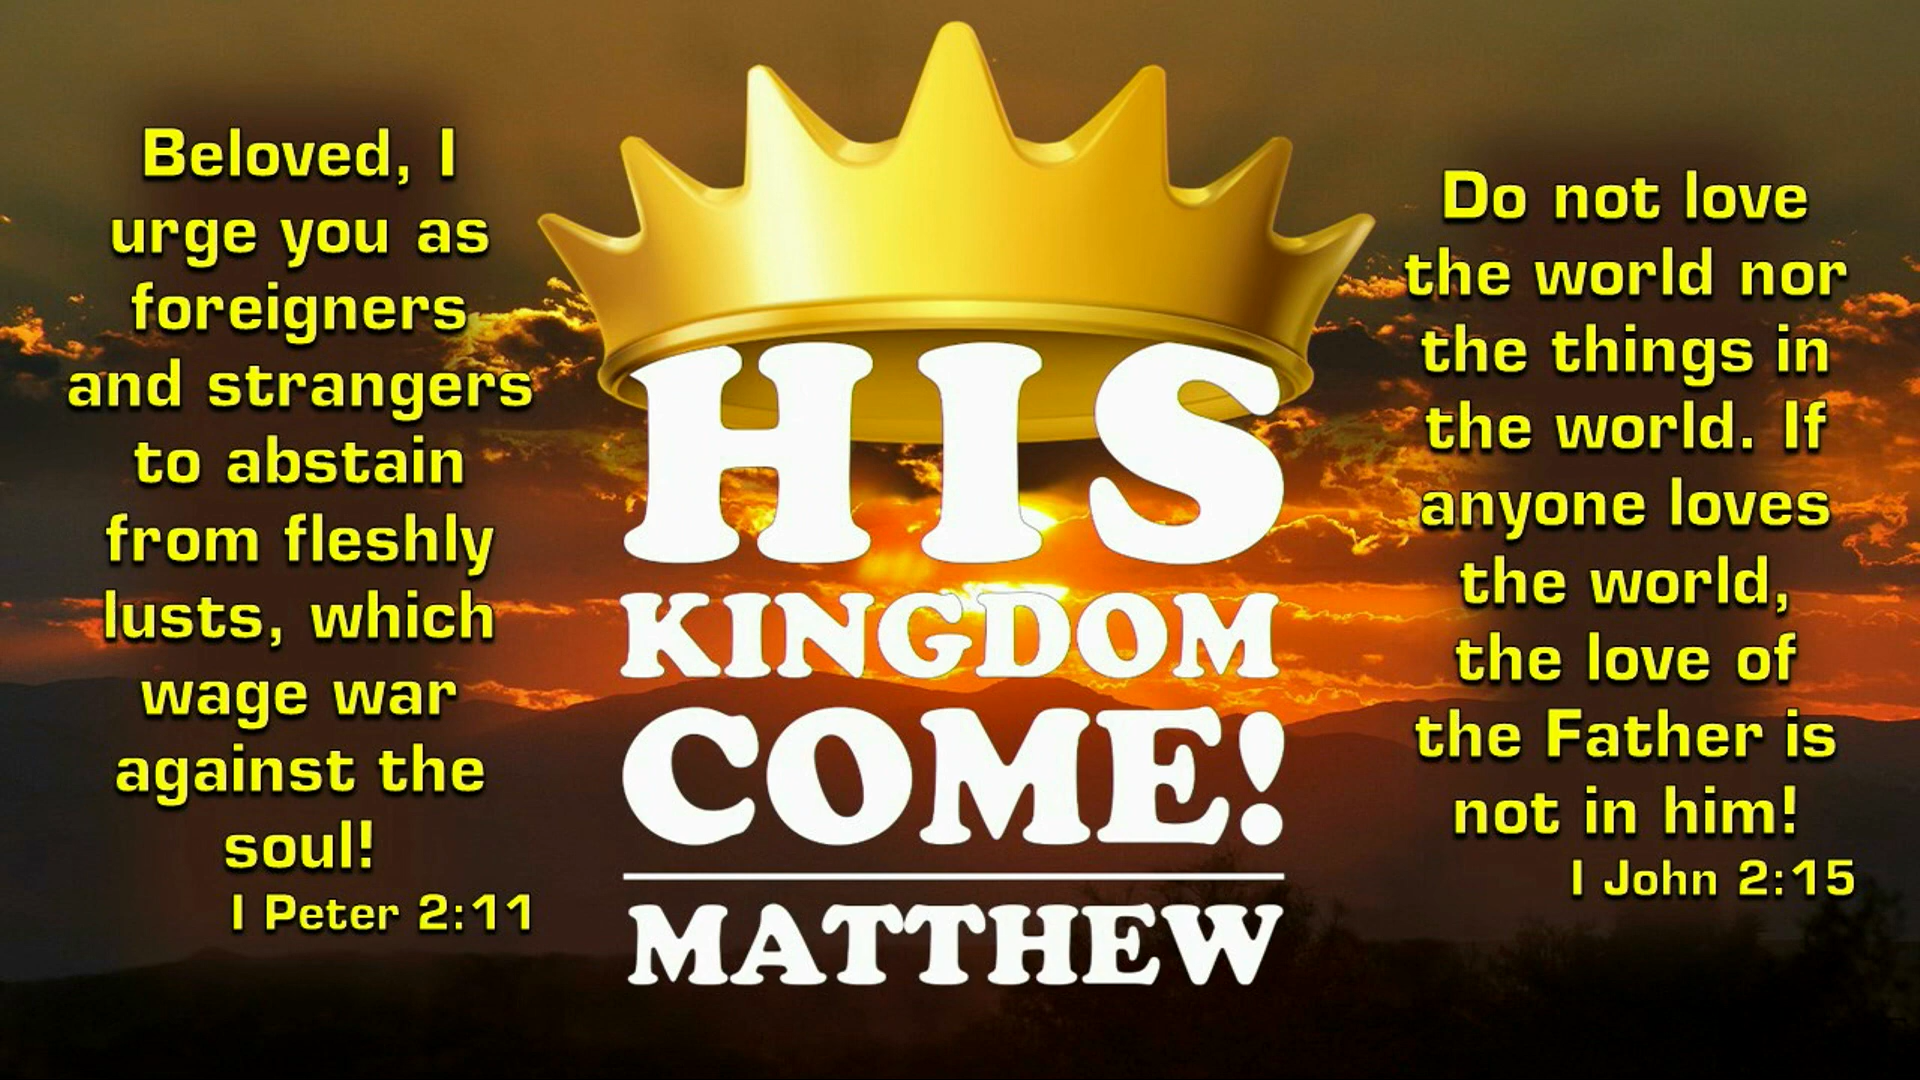 Beloved, I
urge you as
foreigners
and strangers
to abstain
from fleshly
lusts, which
wage war
against the
soul!
I Peter 2:11
HIS
KINGDOM
COME!
MATTHEW
Do not love
the world nor
the things in
the world. If
anyone loves
the world,
the love of
the Father is
not in him!
I John 2:15